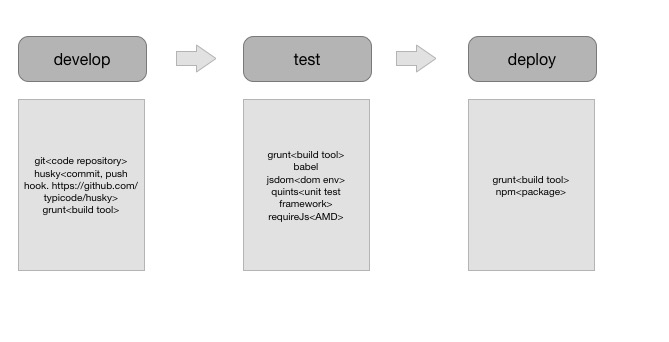 develop
test
deploy
git<code repository>
husky<commit, push
hook. https://github.com/
typicode/husky>
grunt<build tool>
grunt<build tool>
babel
jsdom<dom env>
quints<unit test
framework>
requireJs<AMD>
grunt<build tool>
npm<package>